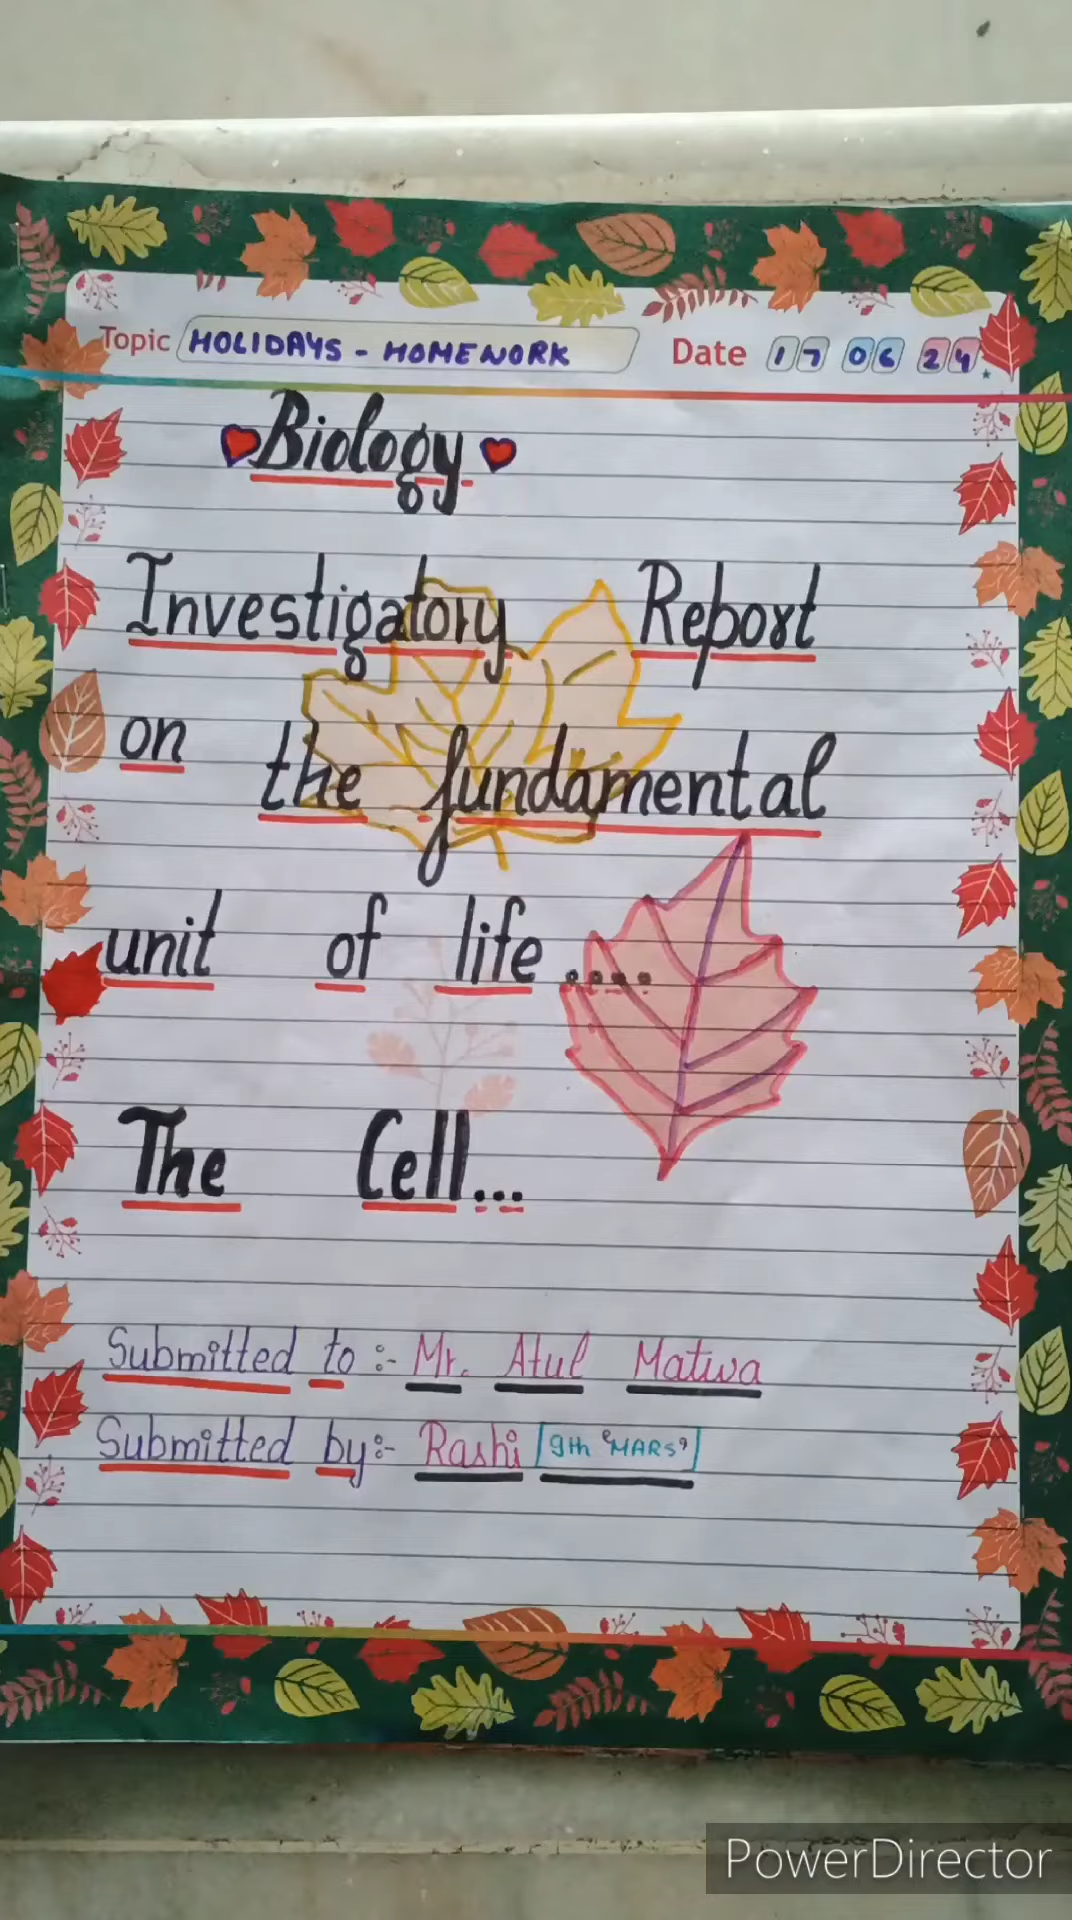 Topic HOLIDAYS - HOMEWORK Date 17 06 24
Biology
Investigatory Report
on the fundamental
unit of life ....
The Cell...
Submitted to :- Mr. Atul Matwa
Submitted by:- Rashi [9th "MARS"]
PowerDirector